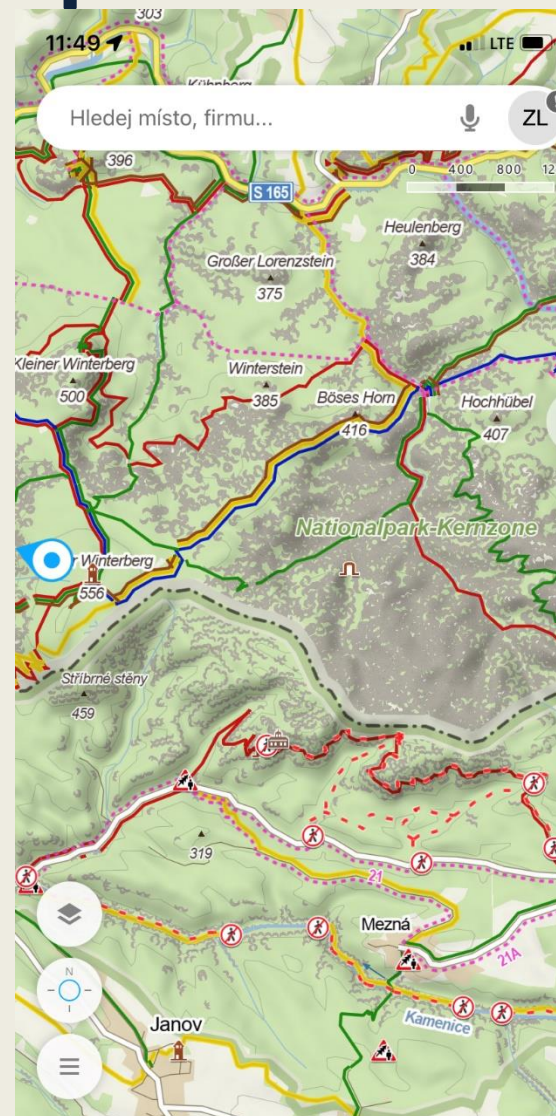 303
11:49
LTE
Kühnberg
Hledej místo, firmu...
ZL
396
0 400 800
S 165
Heulenberg
384
Großer Lorenzstein
375
Kleiner Winterberg
500
Winterstein
385
Böses Horn
416
Hochhübel
407
Nationalpark-Kernzone
Winterberg
556
Stříbrné stěny
459
319
21
Mezná
21A
Kamenice
N
Janov